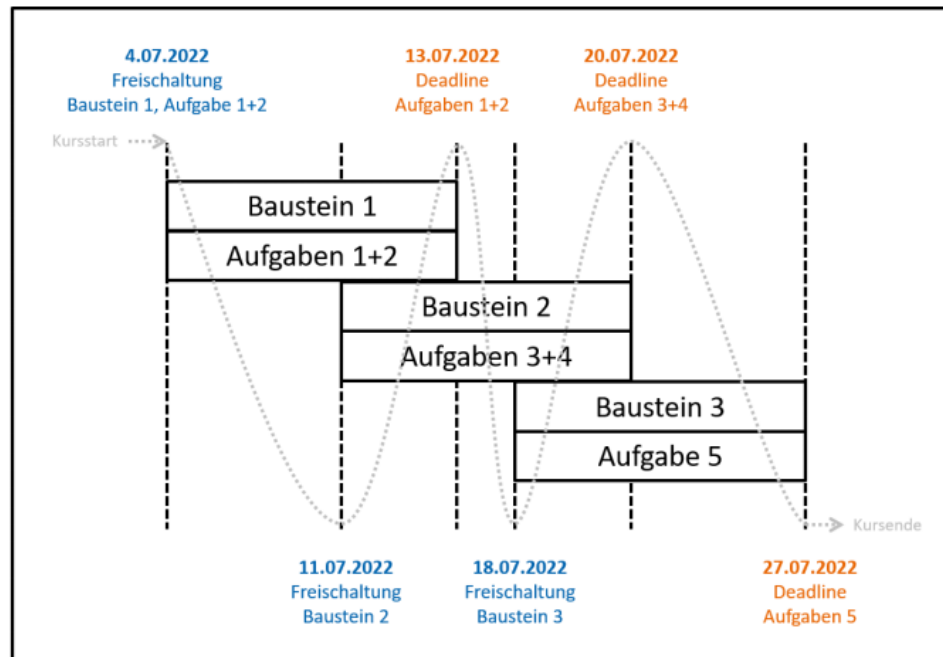 4.07.2022
Freischaltung
Baustein 1, Aufgabe 1+2
13.07.2022
Deadline
Aufgaben 1+2
20.07.2022
Deadline
Aufgaben 3+4
Kursstart
Baustein 1
Aufgaben 1+2
Baustein 2
Aufgaben 3+4
Baustein 3
Aufgabe 5
Kursende
11.07.2022
Freischaltung
Baustein 2
18.07.2022
Freischaltung
Baustein 3
27.07.2022
Deadline
Aufgaben 5